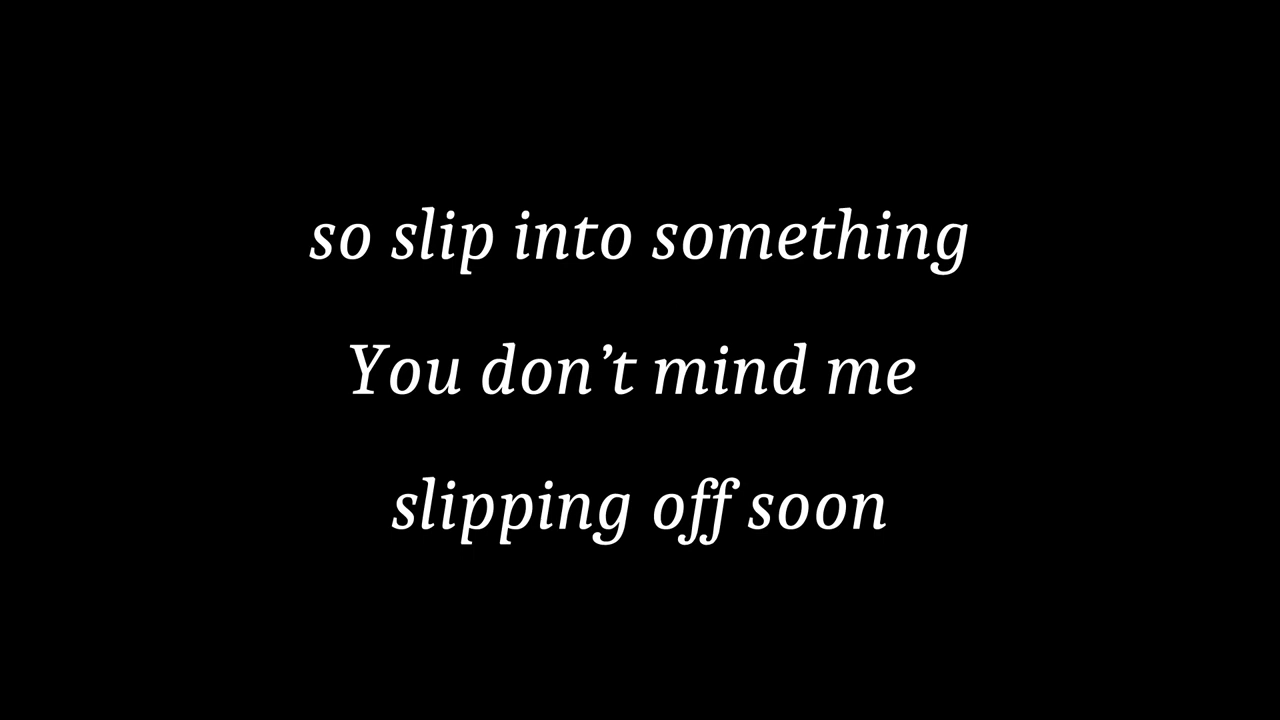 so slip into something
You don’t mind me
slipping off soon